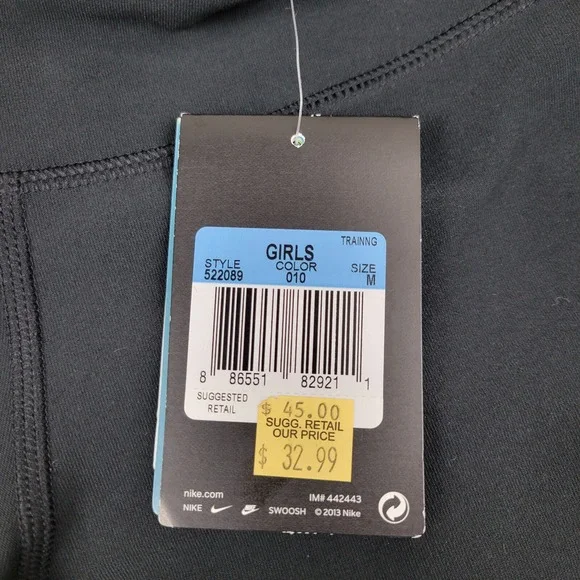 GIRLS
TRAINNG
STYLE COLOR SIZE
522089 010 M
8 86551 82921 1
SUGGESTED
RETAIL
$ 45.00
SUGG. RETAIL
OUR PRICE
$ 32.99
nike.com IM# 442443
NIKE SWOOSH © 2013 Nike